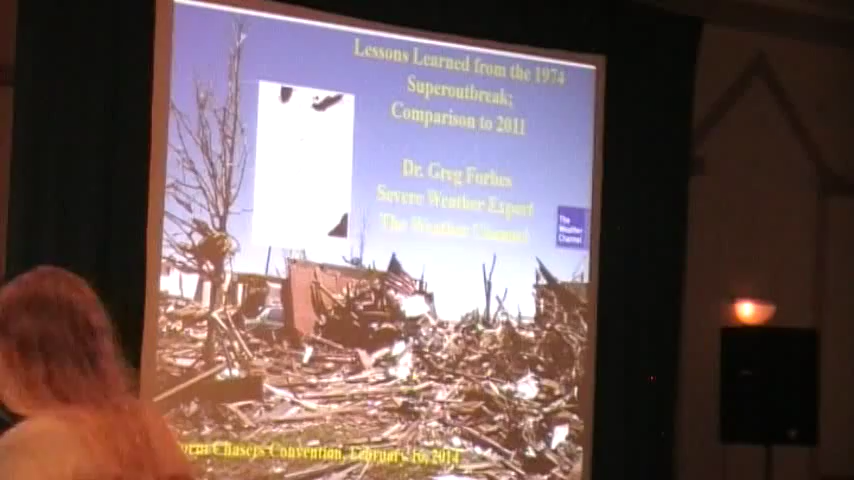 Lessons Learned from the 1974
Superoutbreak;
Comparison to 2011
Dr. Greg Forbes
Severe Weather Expert
The Weather Channel
The
Weather
Channel
orm Chasers Convention, February 16, 2014